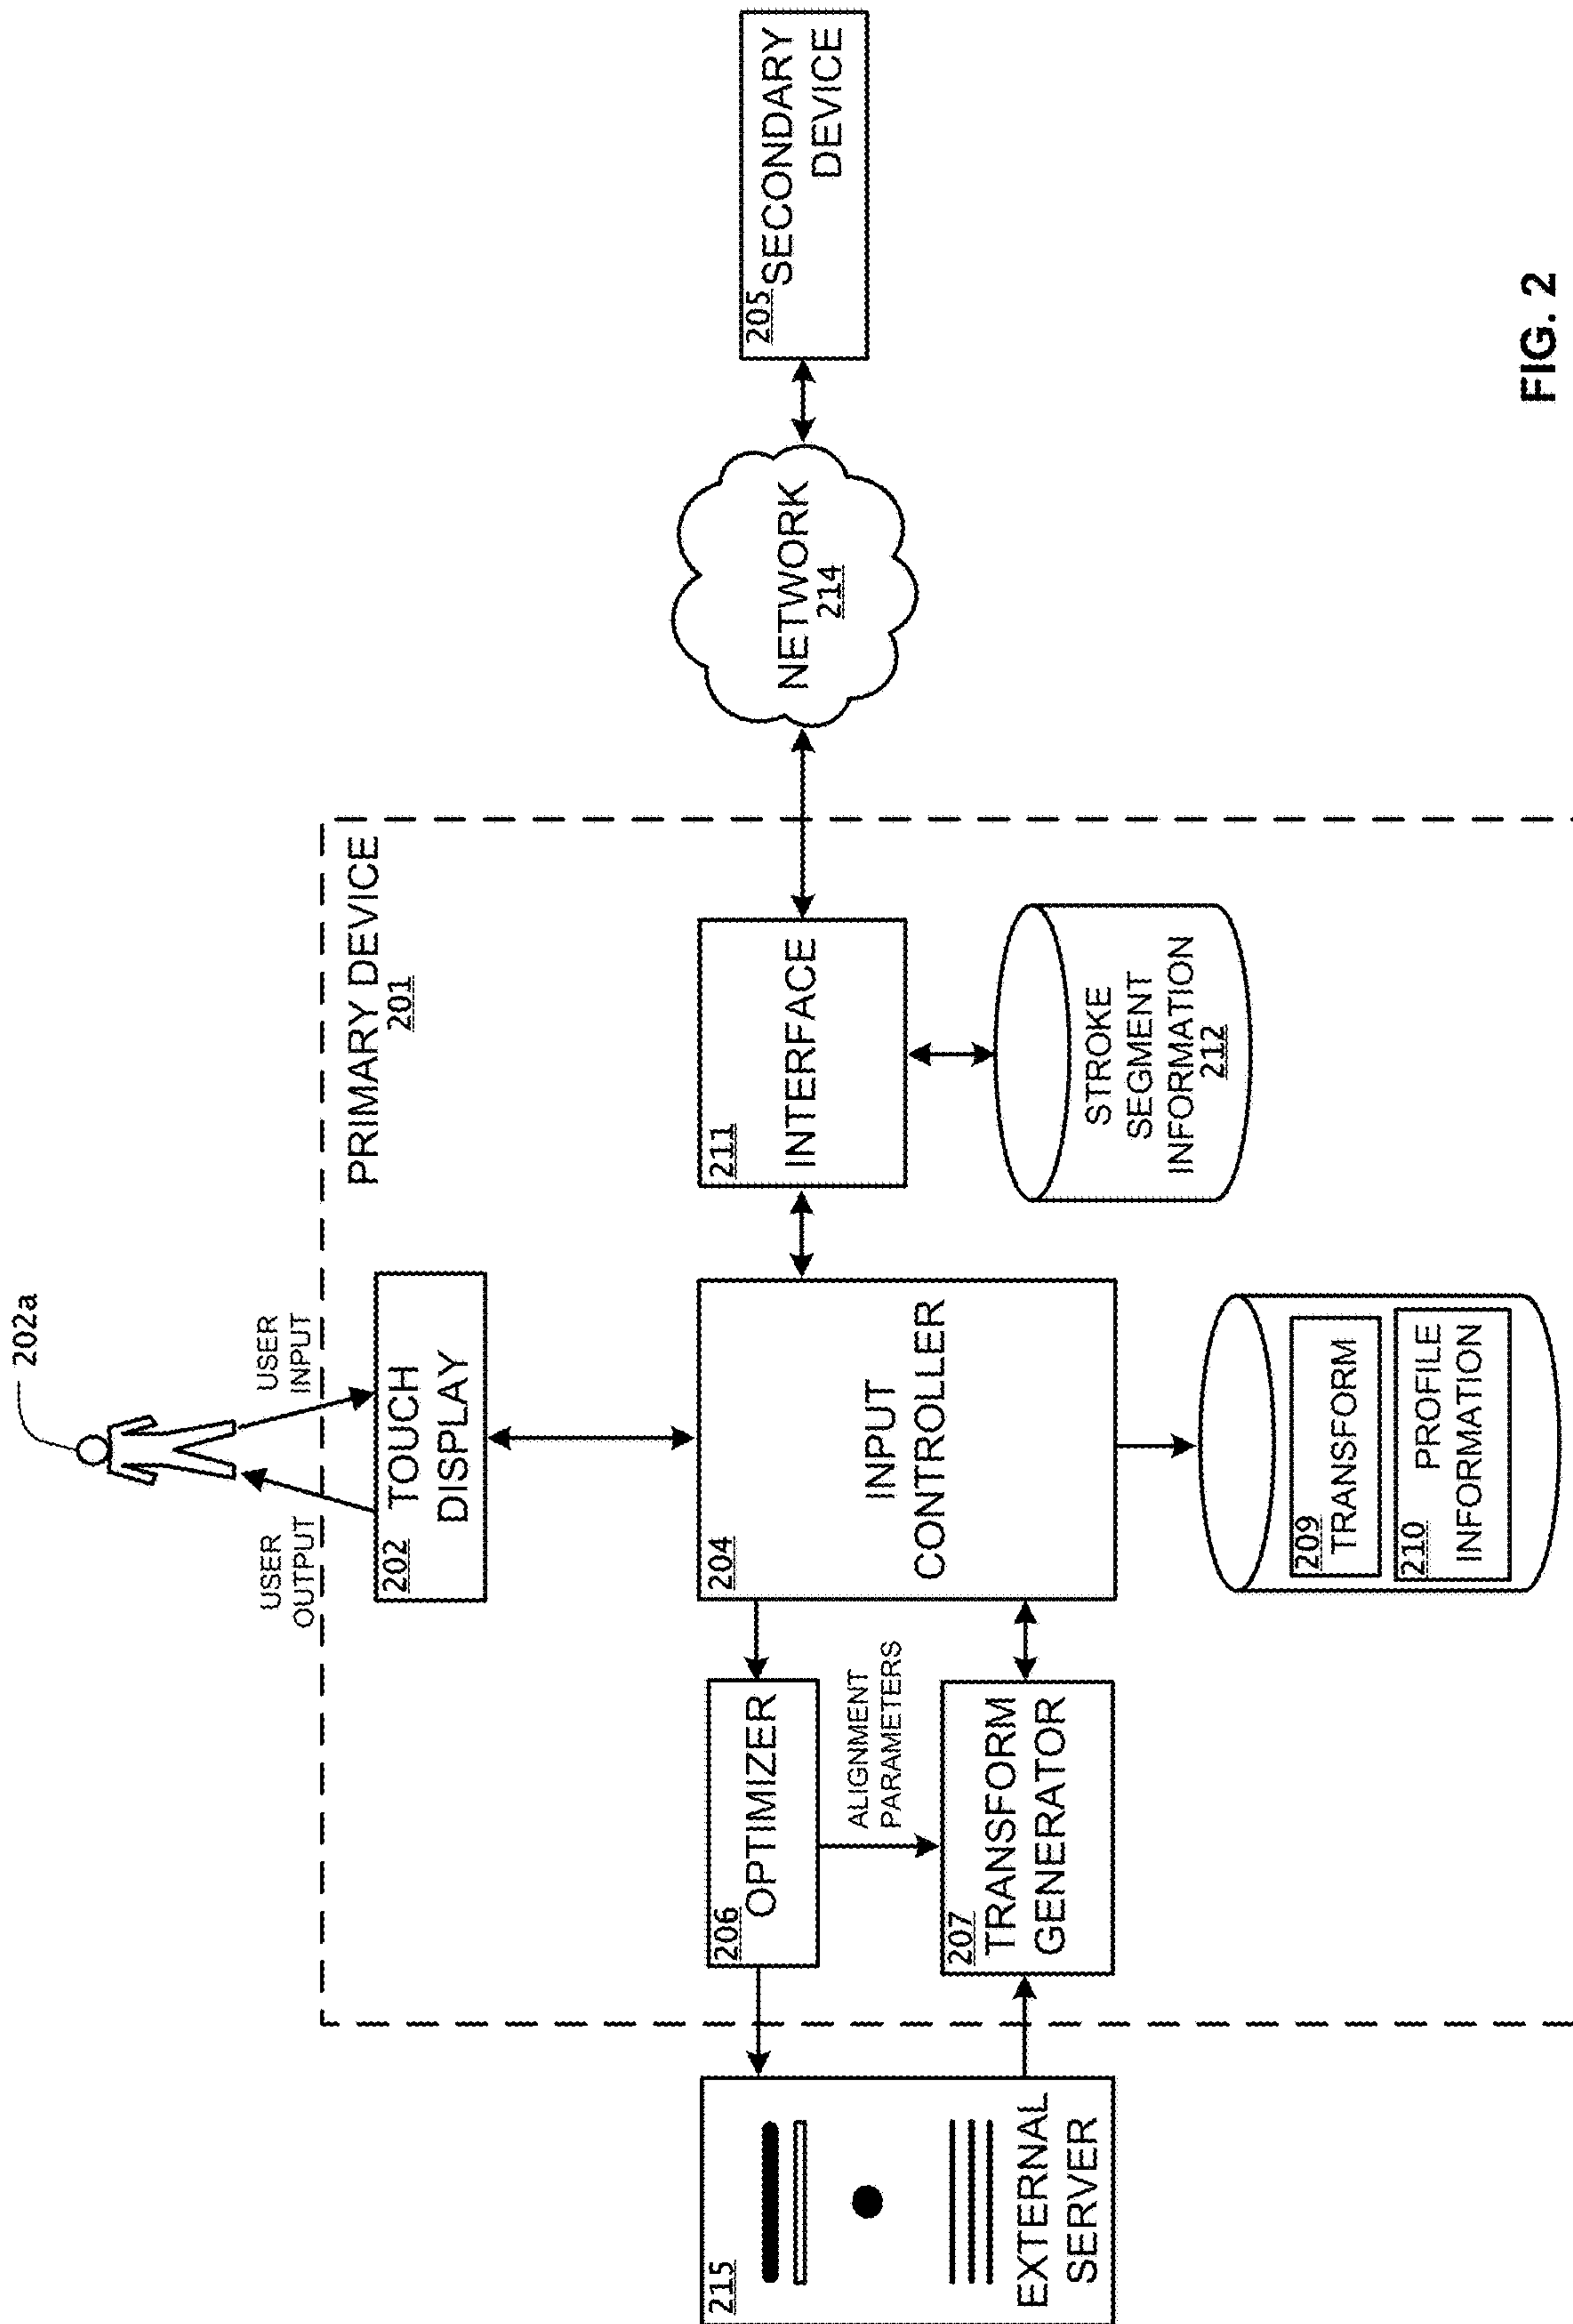 202a
USER
OUTPUT
USER
INPUT
PRIMARY DEVICE
201
202
TOUCH
DISPLAY
215
EXTERNAL
SERVER
206
OPTIMIZER
ALIGNMENT
PARAMETERS
207
TRANSFORM
GENERATOR
204
INPUT
CONTROLLER
211
INTERFACE
NETWORK
214
205
SECONDARY
DEVICE
STROKE
SEGMENT
INFORMATION
212
209
TRANSFORM
210
PROFILE
INFORMATION
FIG. 2